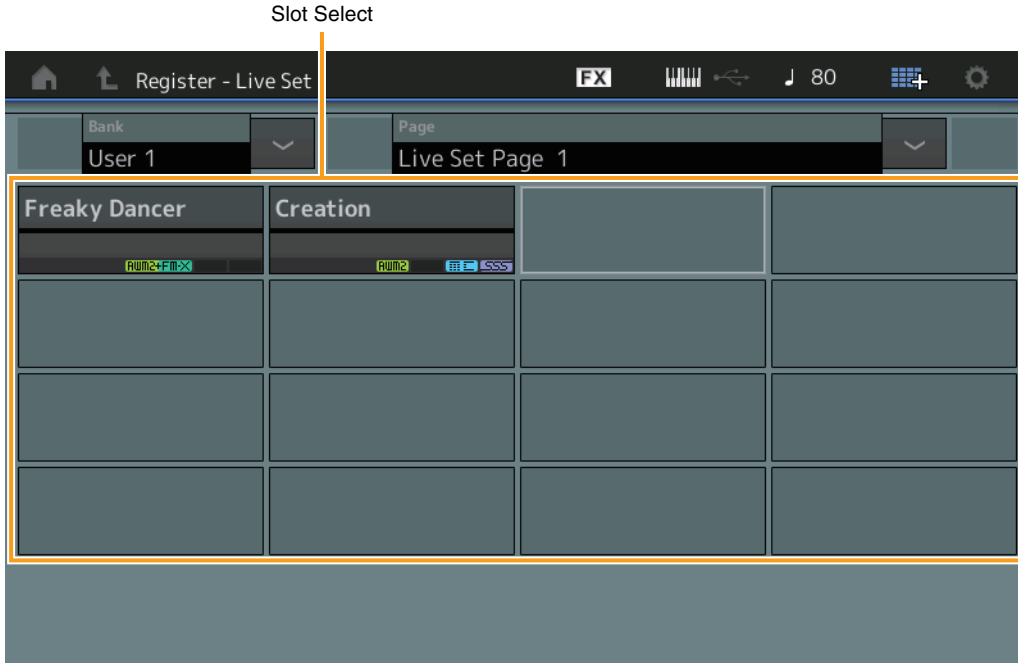 Slot Select
Register - Live Set
FX
80
Bank
User 1
Page
Live Set Page 1
Freaky Dancer
Creation
AWM2+FM-X
AWM2
SSS